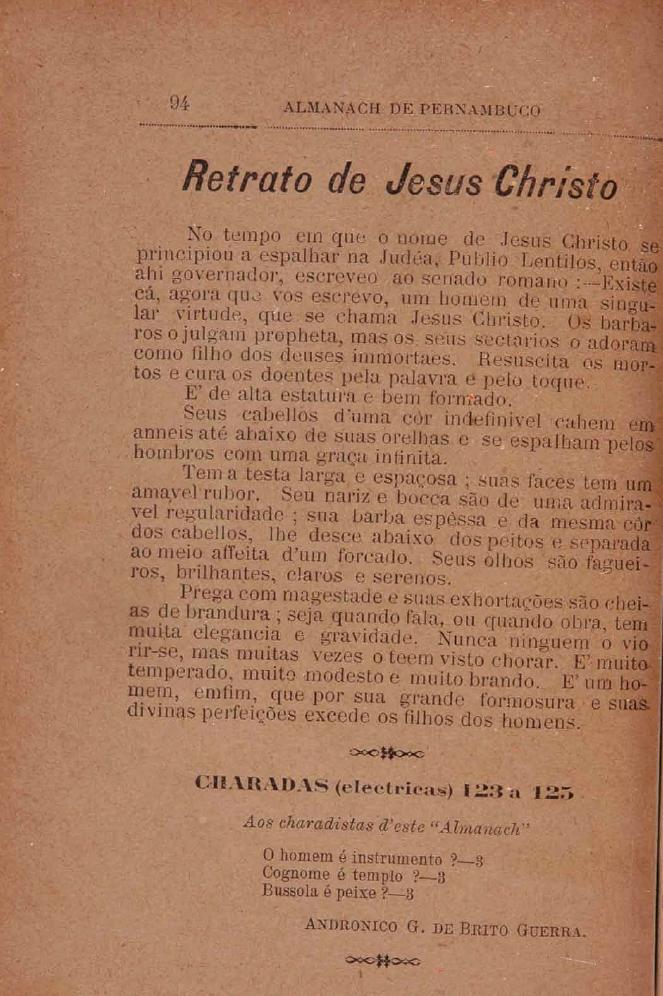 94 ALMANACH DE PERNAMBUCO
Retrato de Jesus Christo
No tempo em que o nome de Jesus Christo se
principiou a espalhar na Judéa, Publio Lentilos, então
ahi governador, escreveo ao senado romano :—Existe
cá, agora que vos escrevo, um homem de uma singu-
lar virtude, que se chama Jesus Christo. Os barba-
ros o julgam propheta, mas os seus sectarios o adoram
como filho dos deuses immortaes. Resuscita os mor-
tos e cura os doentes pela palavra e pelo toque.
E' de alta estatura e bem formado.
Seus cabellos d'uma côr indefinivel cahem em
anneis até abaixo de suas orelhas e se espalham pelos
hombros com uma graça infinita.
Tem a testa larga e espaçosa ; suas faces tem um
amavel rubor. Seu nariz e bocca são de uma admira-
vel regularidade ; sua barba espêssa e da mesma côr
dos cabellos, lhe desce abaixo dos peitos e separada
ao meio affeita d'um forcado. Seus olhos são faguei-
ros, brilhantes, claros e serenos.
Préga com magestade e suas exhortações são chei-
as de brandura ; seja quando fala, ou quando obra, tem
muita elegancia e gravidade. Nunca ninguem o vio
rir-se, mas muitas vezes o teem visto chorar. E' muito
temperado, muito modesto e muito brando. E' um ho-
mem, emfim, que por sua grande formosura e suas
divinas perfeições excede os filhos dos homens.
CHARADAS (electricas) 123 a 125
Aos charadistas d'este "Almanach"
O homem é instrumento ?—3
Cognome é templo ?—3
Bussola é peixe ?—3
ANDRONICO G. DE BRITO GUERRA.